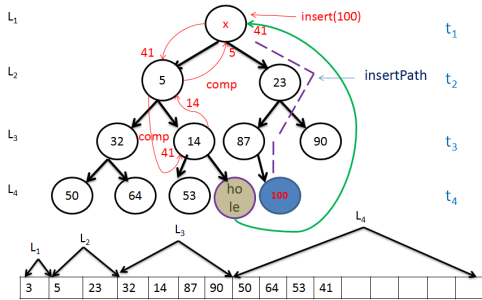 L1 x insert(100) t1
41 41
5
L2 5 23 insertPath t2
comp
14
L3 32 comp 14 87 90 t3
41
L4 50 64 53 ho
le 100 t4
L1 L2 L3 L4
3 5 23 32 14 87 90 50 64 53 41